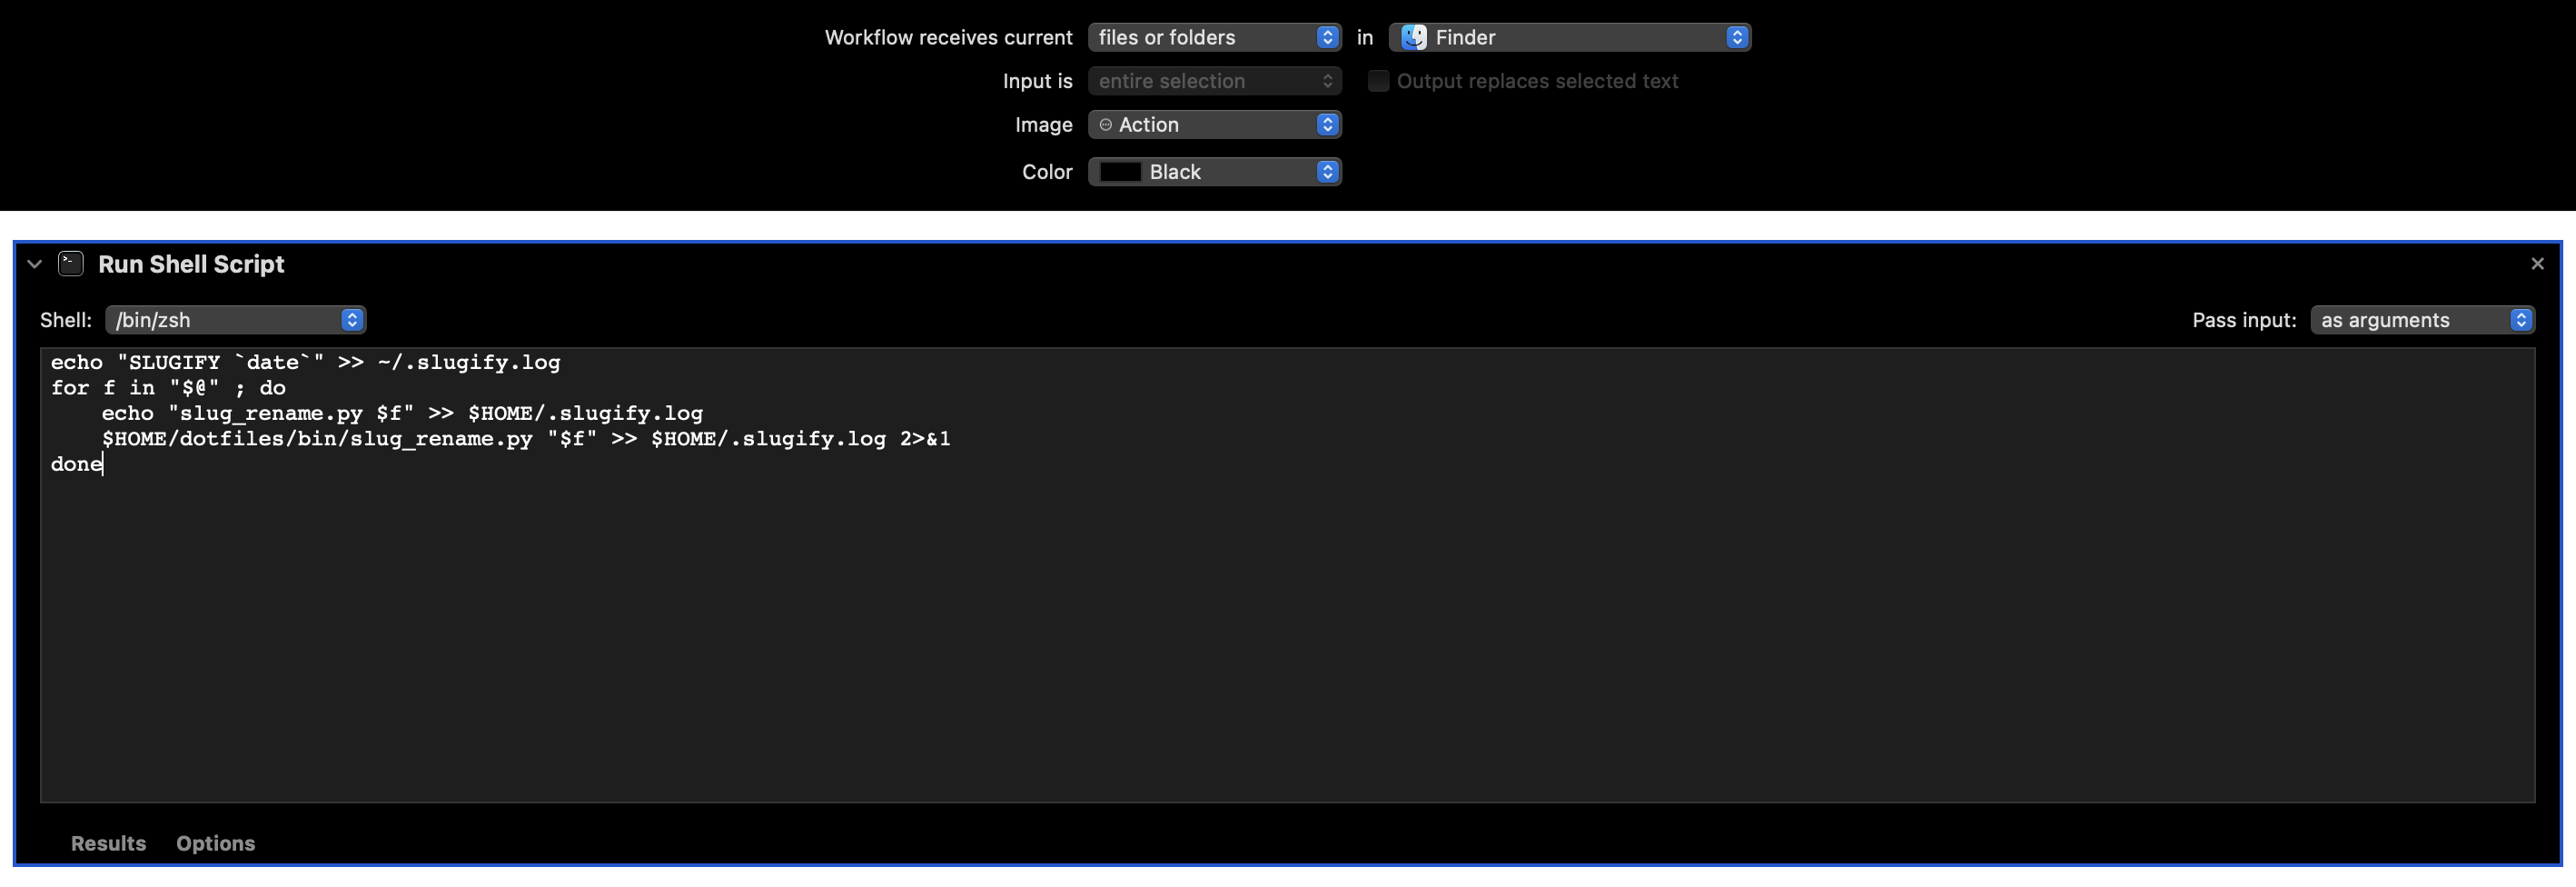 Workflow receives current files or folders in Finder
Input is entire selection Output replaces selected text
Image Action
Color Black
Run Shell Script
Shell: /bin/zsh Pass input: as arguments
echo "SLUGIFY `date`" >> ~/.slugify.log
for f in "$@" ; do
    echo "slug_rename.py $f" >> $HOME/.slugify.log
    $HOME/dotfiles/bin/slug_rename.py "$f" >> $HOME/.slugify.log 2>&1
done
Results Options